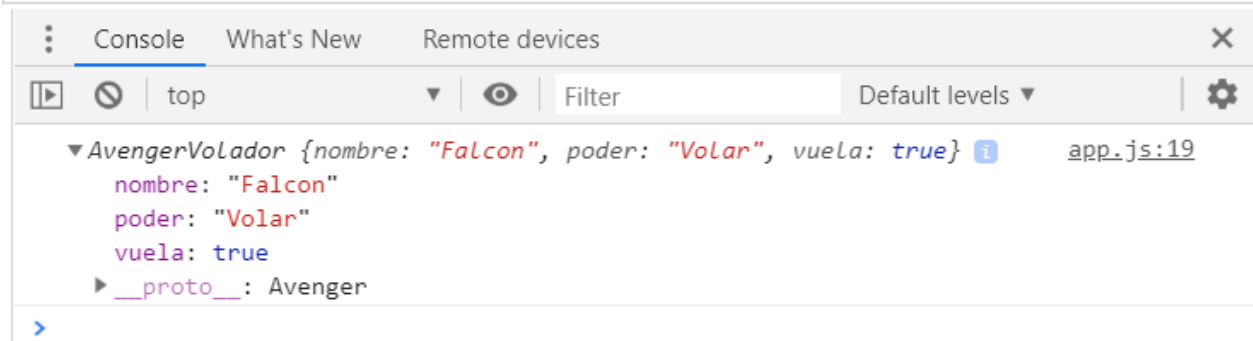 Console What's New Remote devices
top Filter Default levels ▼
▼AvengerVolador {nombre: "Falcon", poder: "Volar", vuela: true} i app.js:19
nombre: "Falcon"
poder: "Volar"
vuela: true
▶__proto__: Avenger
>